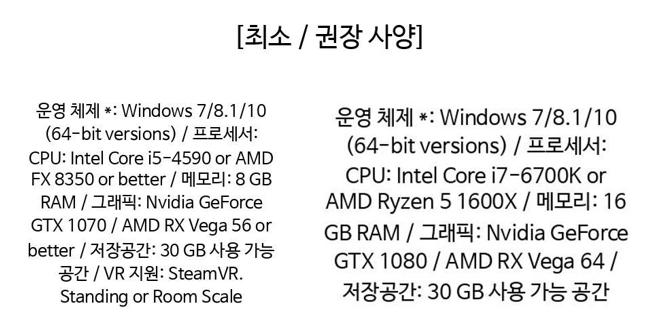 [최소 / 권장 사양]
운영 체제 *: Windows 7/8.1/10
(64-bit versions) / 프로세서:
CPU: Intel Core i5-4590 or AMD
FX 8350 or better / 메모리: 8 GB
RAM / 그래픽: Nvidia GeForce
GTX 1070 / AMD RX Vega 56 or
better / 저장공간: 30 GB 사용 가능
공간 / VR 지원: SteamVR.
Standing or Room Scale
운영 체제 *: Windows 7/8.1/10
(64-bit versions) / 프로세서:
CPU: Intel Core i7-6700K or
AMD Ryzen 5 1600X / 메모리: 16
GB RAM / 그래픽: Nvidia GeForce
GTX 1080 / AMD RX Vega 64 /
저장공간: 30 GB 사용 가능 공간